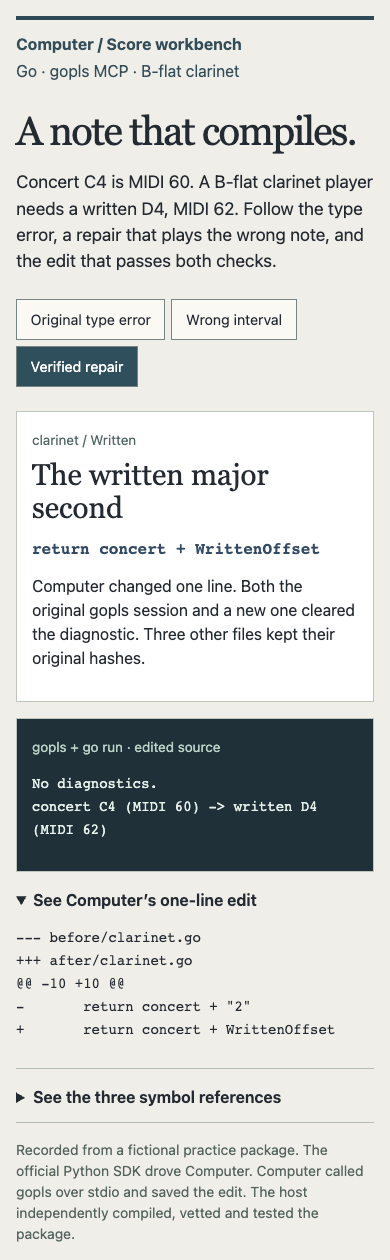 Computer / Score workbench
Go · gopls MCP · B-flat clarinet
A note that compiles.
Concert C4 is MIDI 60. A B-flat clarinet player
needs a written D4, MIDI 62. Follow the type
error, a repair that plays the wrong note, and
the edit that passes both checks.
Original type error
Wrong interval
Verified repair
clarinet / Written
The written major
second
return concert + WrittenOffset
Computer changed one line. Both the
original gopls session and a new one cleared
the diagnostic. Three other files kept their
original hashes.
gopls + go run · edited source
No diagnostics.
concert C4 (MIDI 60) -> written D4
(MIDI 62)
▼ See Computer’s one-line edit
--- before/clarinet.go
+++ after/clarinet.go
@@ -10 +10 @@
-      return concert + "2"
+      return concert + WrittenOffset
▶ See the three symbol references
Recorded from a fictional practice package. The
official Python SDK drove Computer. Computer called
gopls over stdio and saved the edit. The host
independently compiled, vetted and tested the
package.